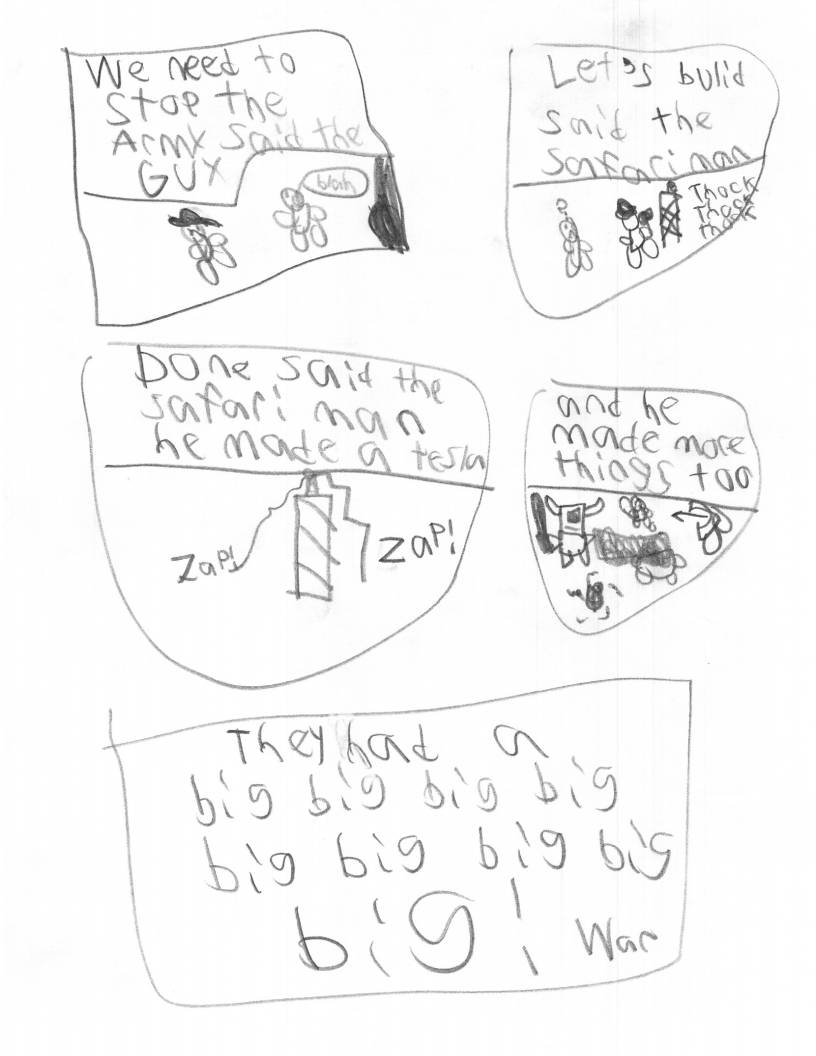 We need to
stop the
Army said the
GUY
blah
Let's bulid
said the
safari man
Thock
Thock
thock
Done said the
safari man
he made a tesla
Zap!
Zap!
and he
made more
things too
They had a
big big big big
big big big big
big! War